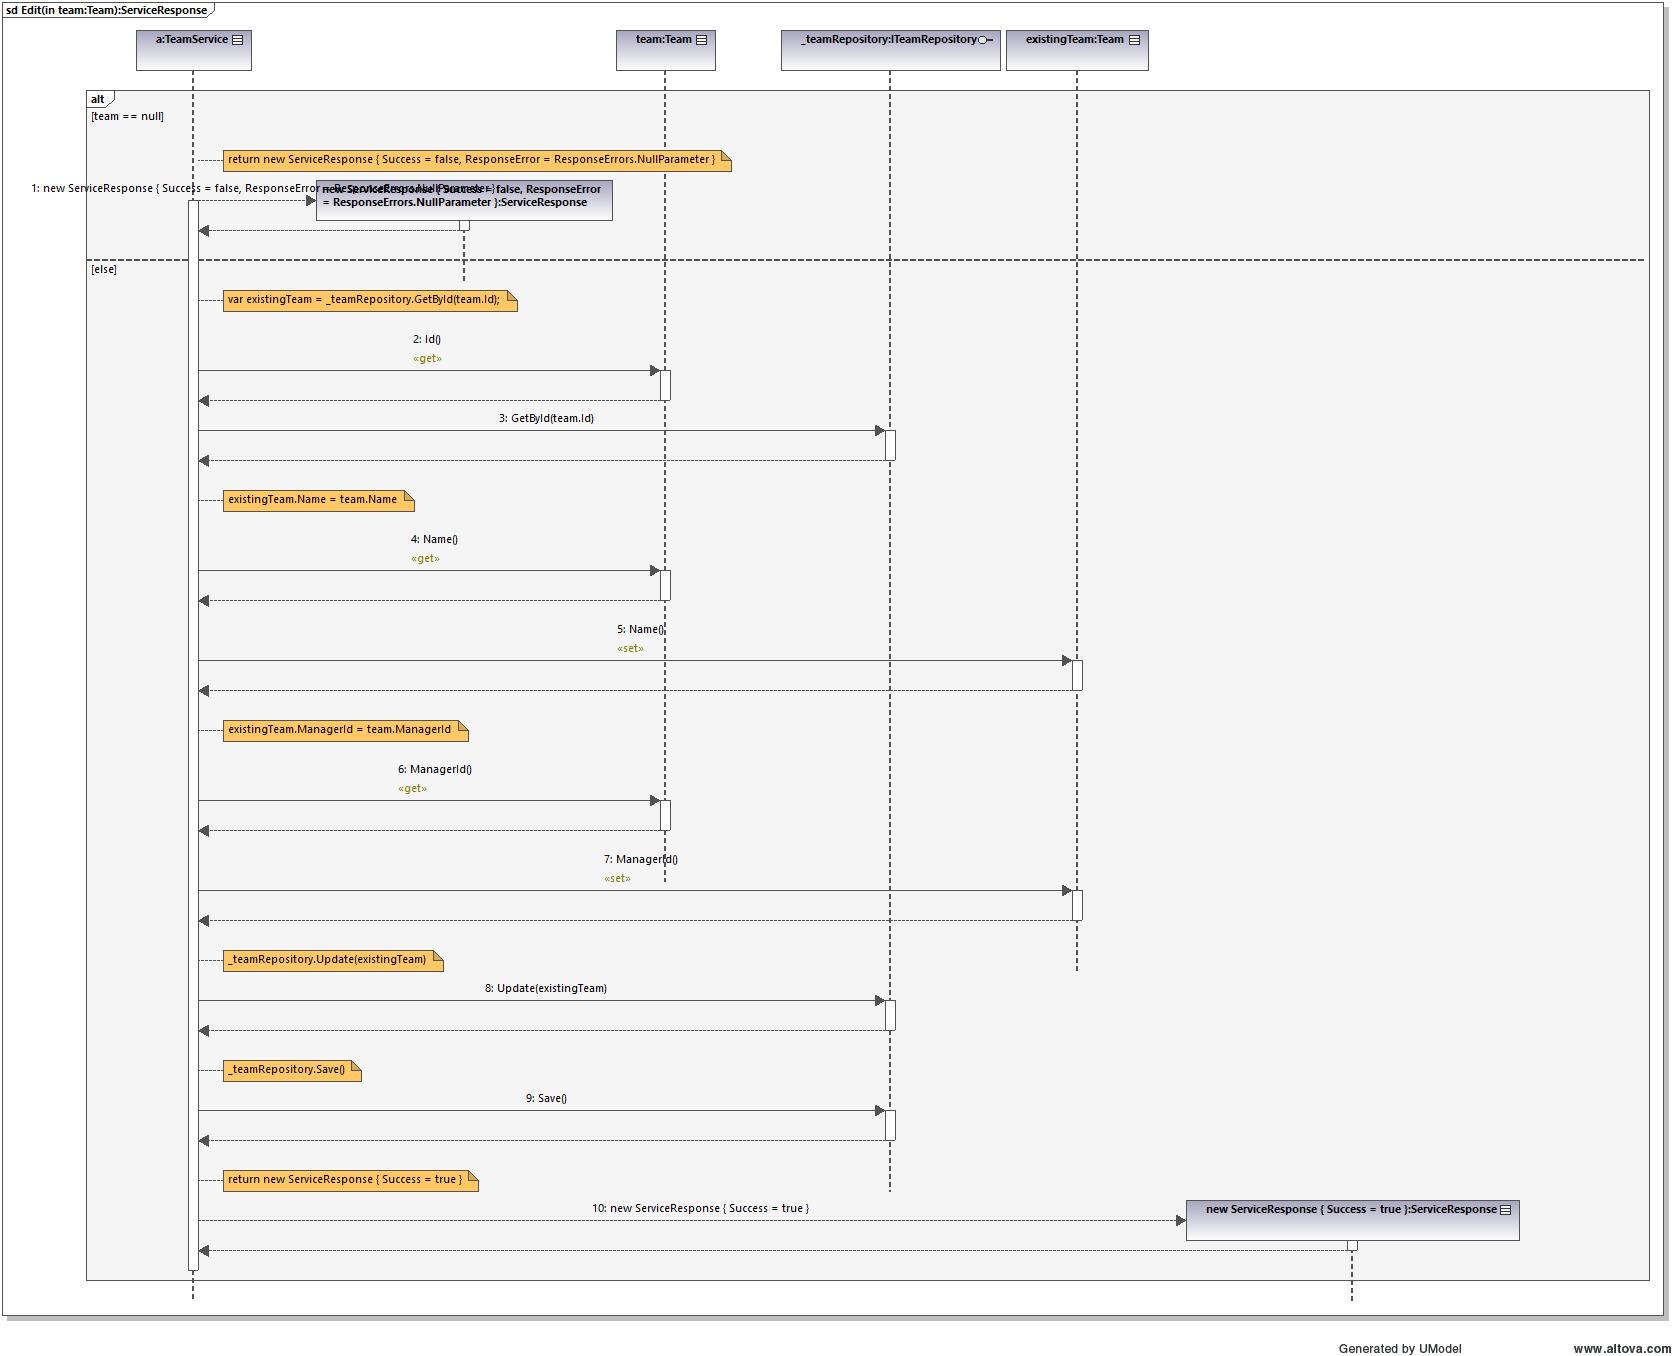 sd Edit(in team:Team):ServiceResponse
a:TeamService
team:Team
_teamRepository:ITeamRepository
existingTeam:Team
alt
[team == null]
return new ServiceResponse { Success = false, ResponseError = ResponseErrors.NullParameter }
1: new ServiceResponse { Success = false, ResponseError = ResponseErrors.NullParameter }
new ServiceResponse { Success = false, ResponseError
= ResponseErrors.NullParameter }:ServiceResponse
[else]
var existingTeam = _teamRepository.GetById(team.Id);
2: Id()
«get»
3: GetById(team.Id)
existingTeam.Name = team.Name
4: Name()
«get»
5: Name()
«set»
existingTeam.ManagerId = team.ManagerId
6: ManagerId()
«get»
7: ManagerId()
«set»
_teamRepository.Update(existingTeam)
8: Update(existingTeam)
_teamRepository.Save()
9: Save()
return new ServiceResponse { Success = true }
10: new ServiceResponse { Success = true }
new ServiceResponse { Success = true }:ServiceResponse
Generated by UModel
www.altova.com